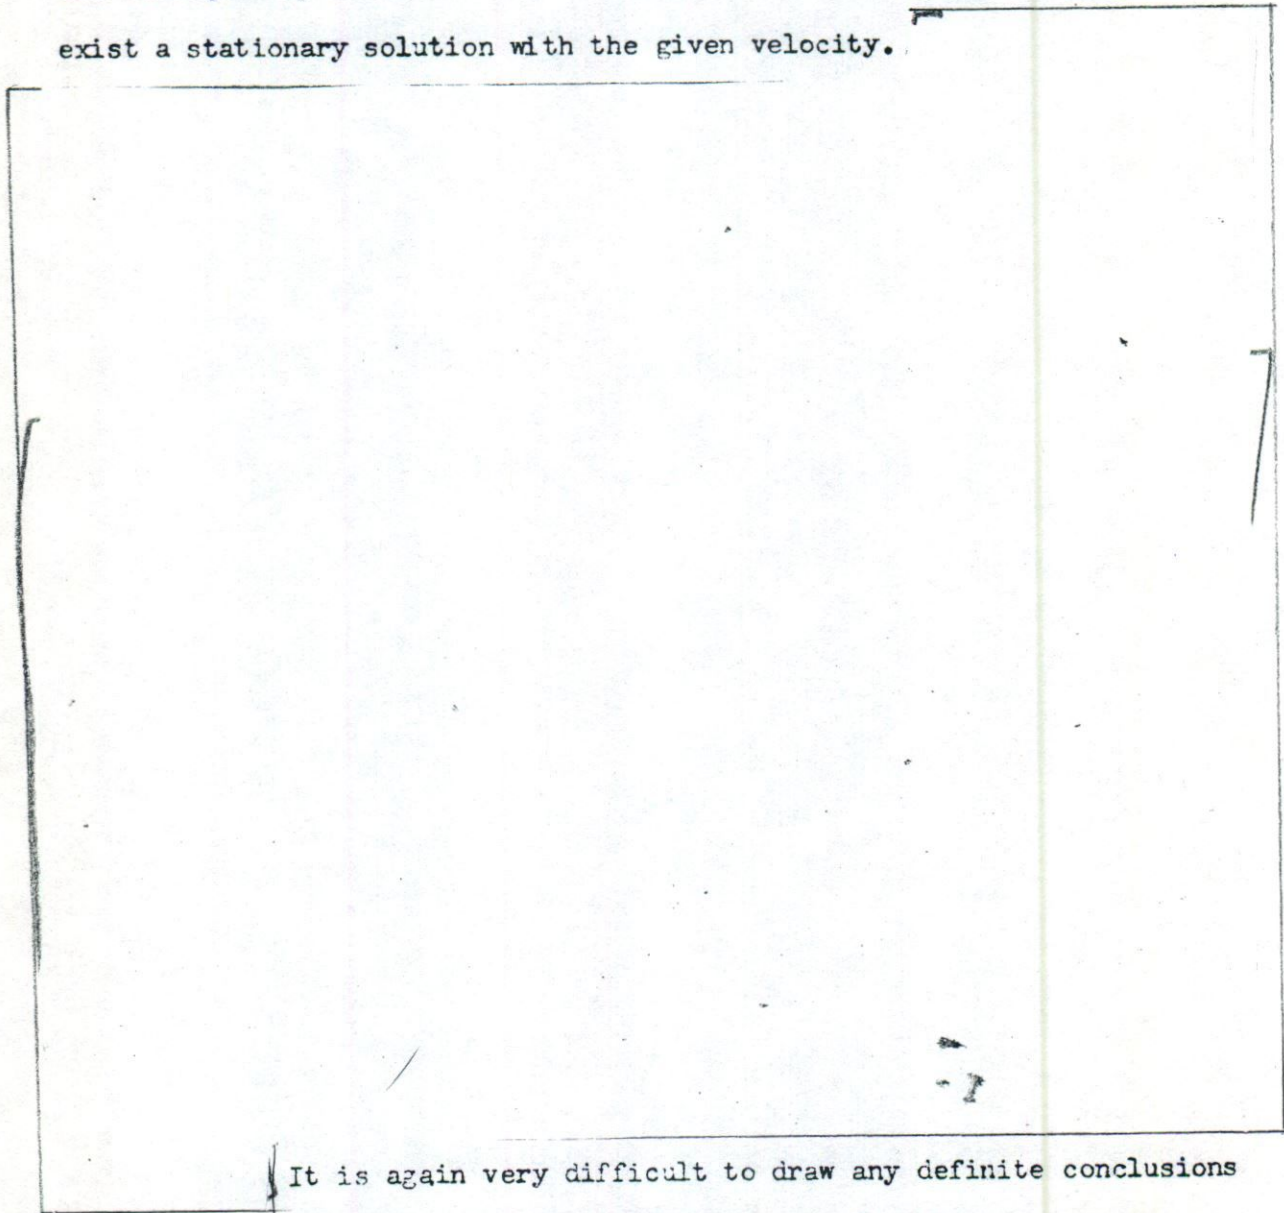 exist a stationary solution with the given velocity.
It is again very difficult to draw any definite conclusions